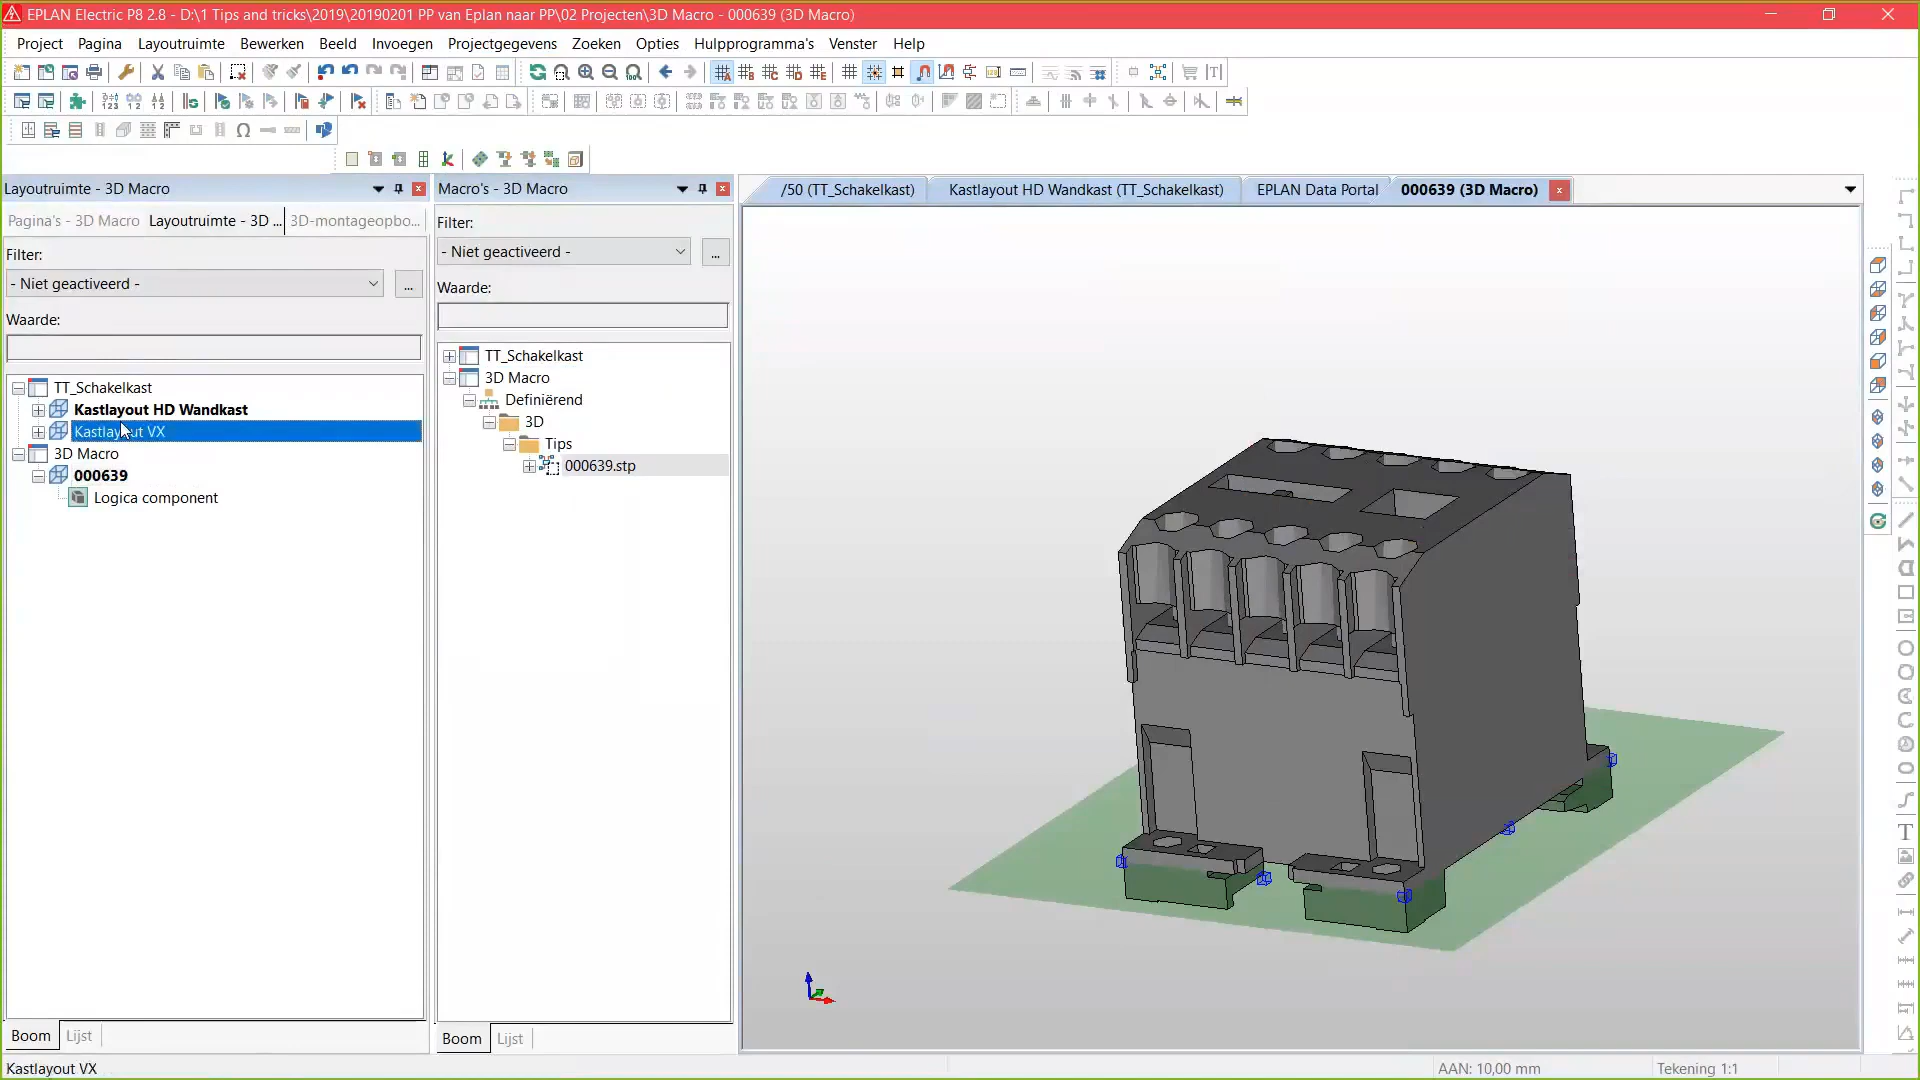 EPLAN Electric P8 2.8 - D:\1 Tips and tricks\2019\20190201 PP van Eplan naar PP\02 Projecten\3D Macro - 000639 (3D Macro)
Project Pagina Layoutruimte Bewerken Beeld Invoegen Projectgegevens Zoeken Opties Hulpprogramma's Venster Help
Layoutruimte - 3D Macro
Pagina's - 3D Macro Layoutruimte - 3D ... 3D-montageopbo...
Filter:
- Niet geactiveerd -
...
Waarde:
TT_Schakelkast
Kastlayout HD Wandkast
Kastlayout VX
3D Macro
000639
Logica component
Boom Lijst
Macro's - 3D Macro
Filter:
- Niet geactiveerd -
...
Waarde:
TT_Schakelkast
3D Macro
Definiërend
3D
Tips
000639.stp
Boom Lijst
/50 (TT_Schakelkast) Kastlayout HD Wandkast (TT_Schakelkast) EPLAN Data Portal 000639 (3D Macro)
Kastlayout VX
AAN: 10,00 mm
Tekening 1:1